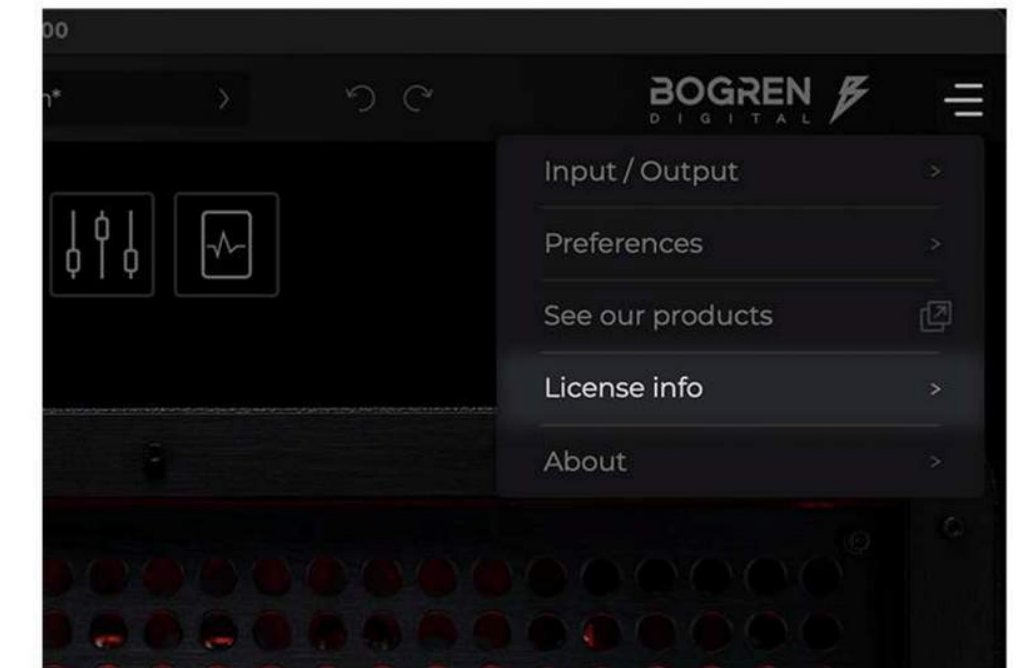 00
n*
BOGREN
DIGITAL
Input / Output
Preferences
See our products
License info
About